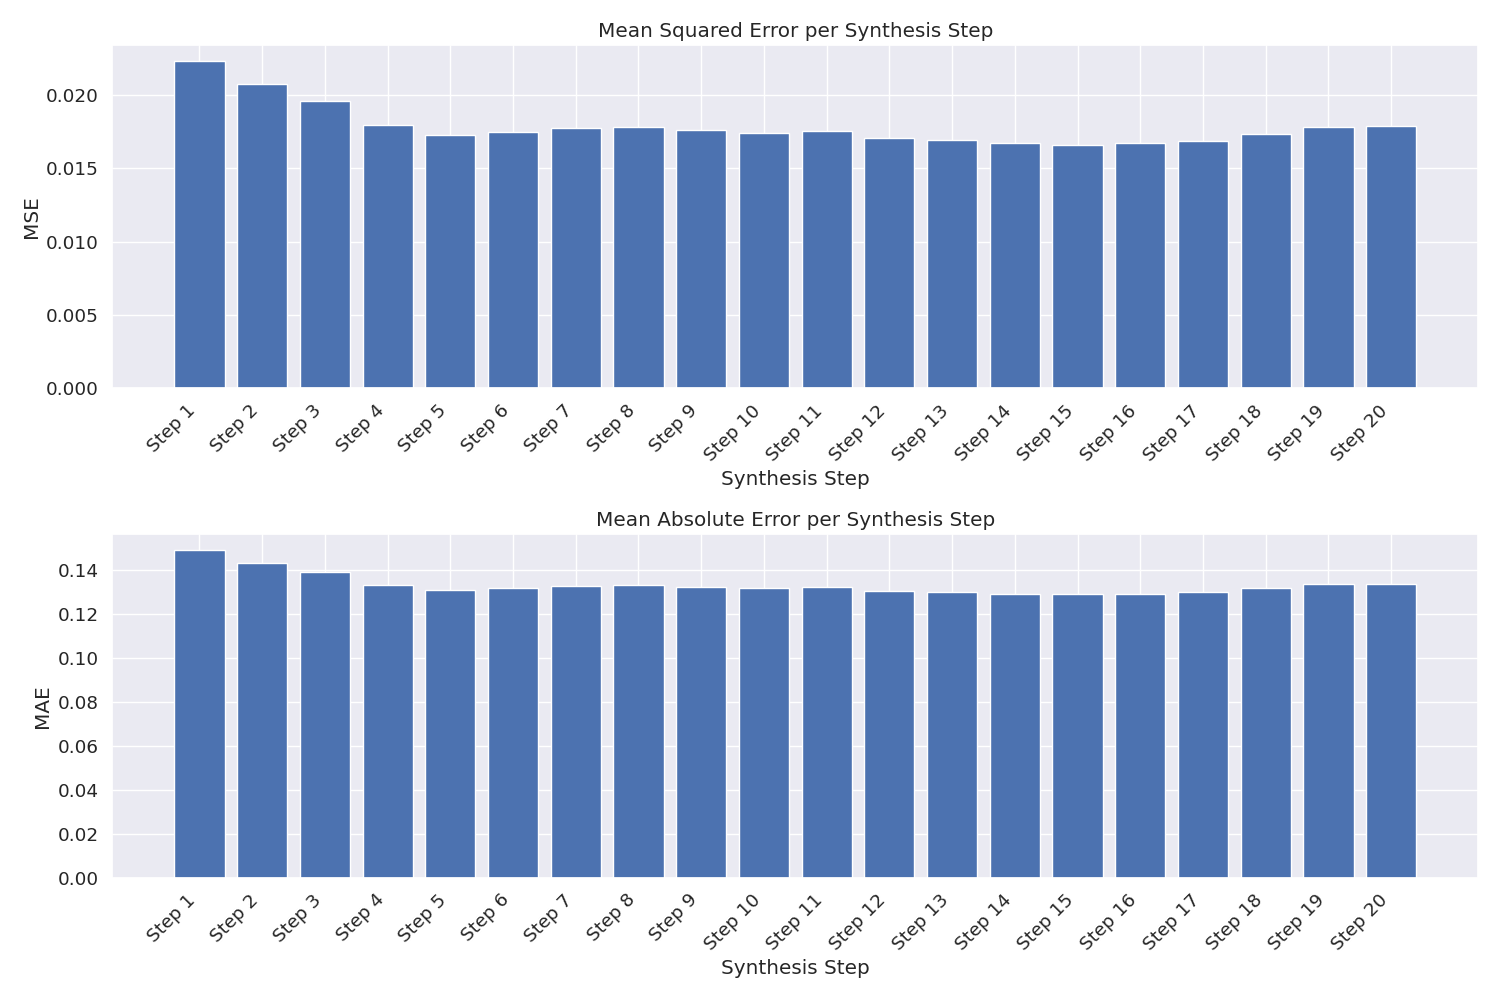 Mean Squared Error per Synthesis Step
MSE
0.020
0.015
0.010
0.005
0.000
Step 1
Step 2
Step 3
Step 4
Step 5
Step 6
Step 7
Step 8
Step 9
Step 10
Step 11
Step 12
Step 13
Step 14
Step 15
Step 16
Step 17
Step 18
Step 19
Step 20
Synthesis Step
Mean Absolute Error per Synthesis Step
MAE
0.14
0.12
0.10
0.08
0.06
0.04
0.02
0.00
Step 1
Step 2
Step 3
Step 4
Step 5
Step 6
Step 7
Step 8
Step 9
Step 10
Step 11
Step 12
Step 13
Step 14
Step 15
Step 16
Step 17
Step 18
Step 19
Step 20
Synthesis Step